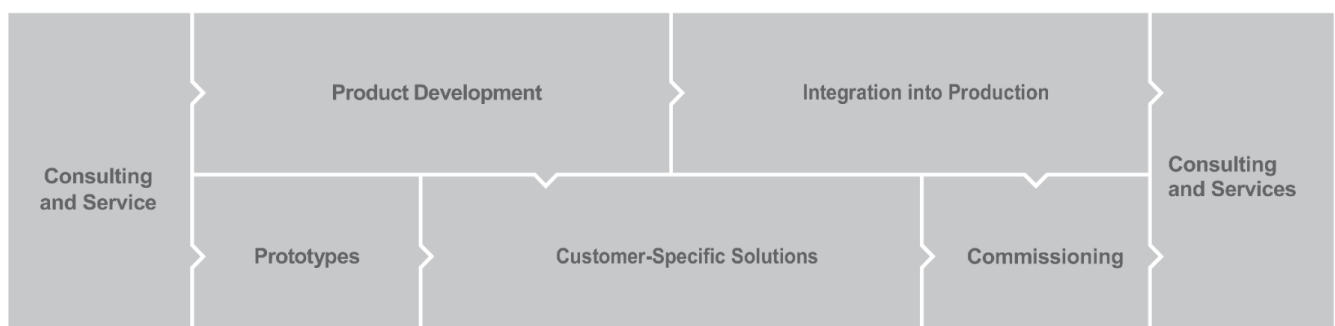 Consulting
and Service
Product Development
Integration into Production
Prototypes
Customer-Specific Solutions
Commissioning
Consulting
and Services